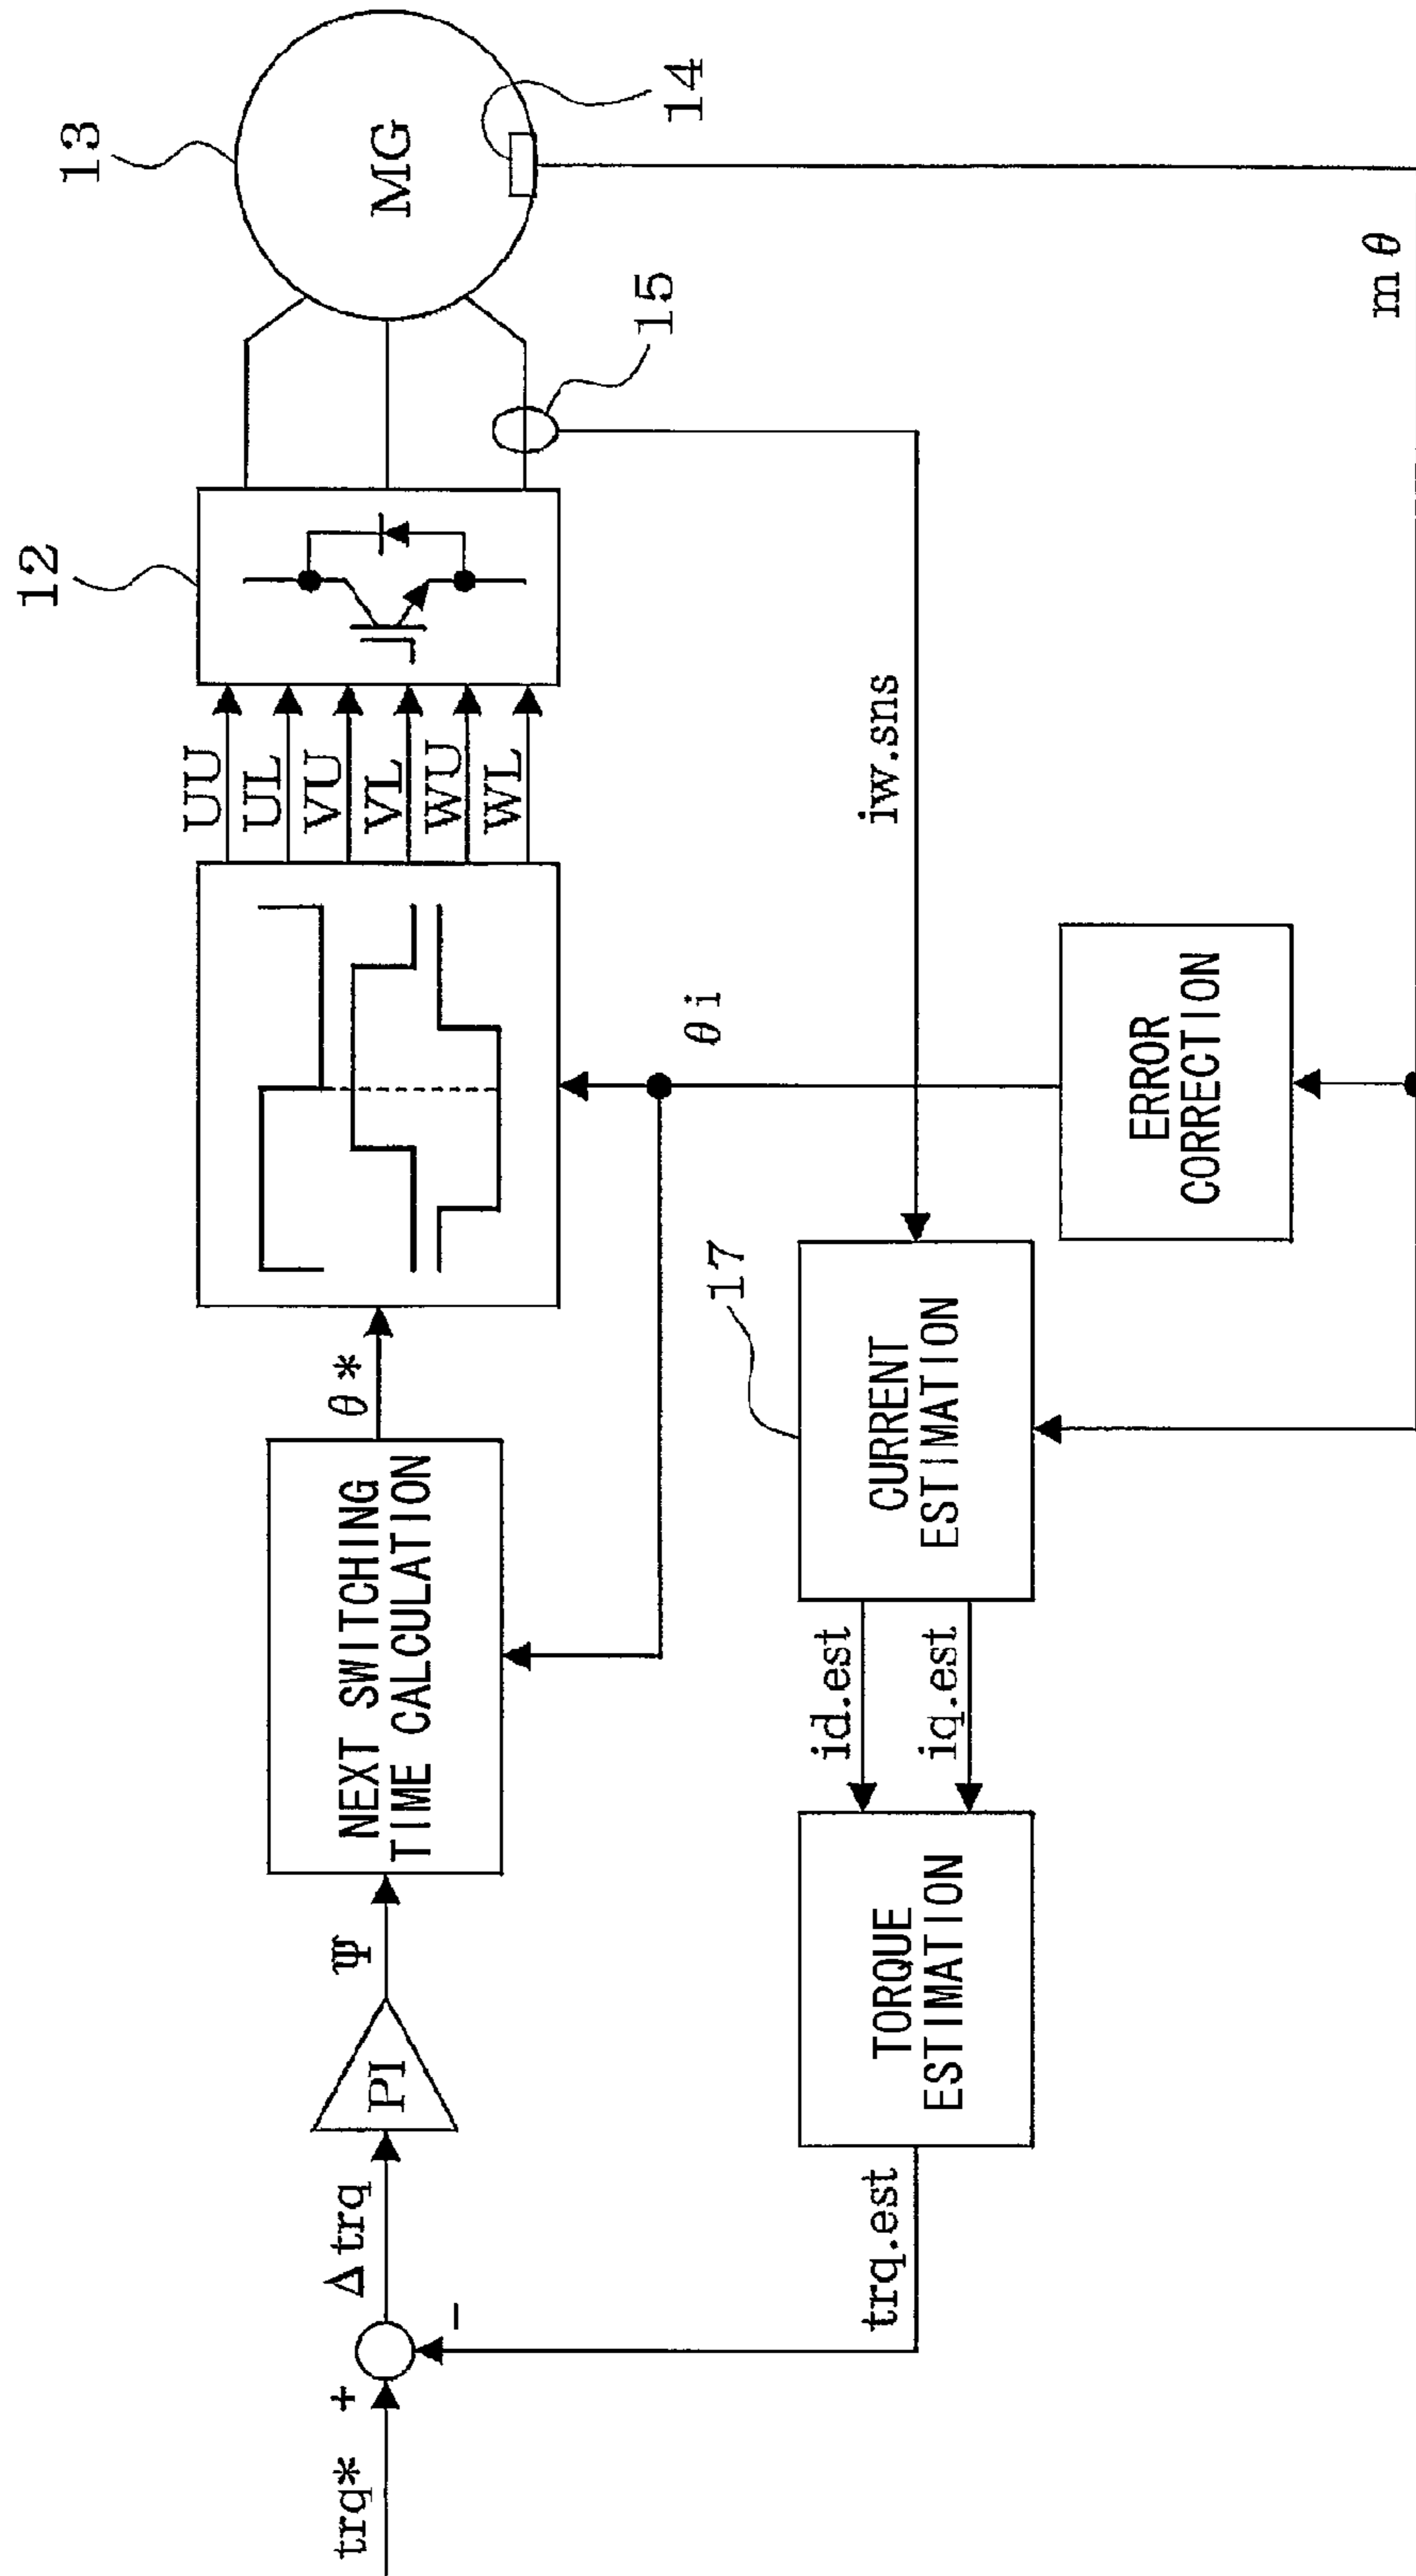 trq*
+
-
Δtrq
PI
Ψ
NEXT SWITCHING
TIME CALCULATION
θ*
UU
UL
VU
VL
WU
WL
12
13
MG
14
15
iw.sns
θi
mθ
ERROR
CORRECTION
17
CURRENT
ESTIMATION
id.est
iq.est
TORQUE
ESTIMATION
trq.est